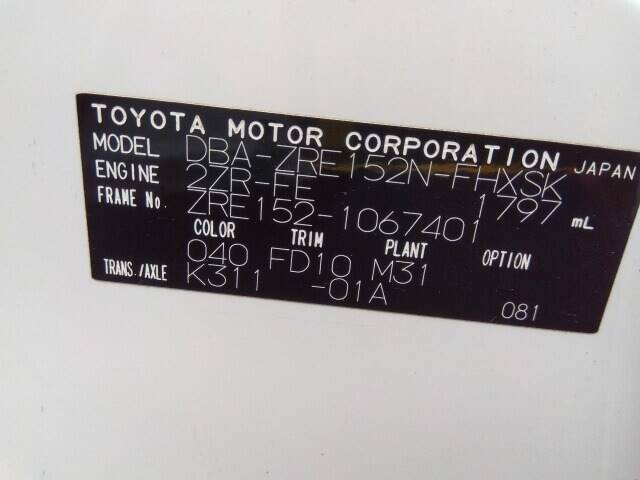 TOYOTA MOTOR CORPORATION JAPAN
MODEL DBA-ZRE152N-FHXSK
ENGINE 2ZR-FE 1797 mL
FRAME No. ZRE152-1067401
COLOR TRIM PLANT OPTION
040 FD10 M31
TRANS./AXLE K311 -01A 081